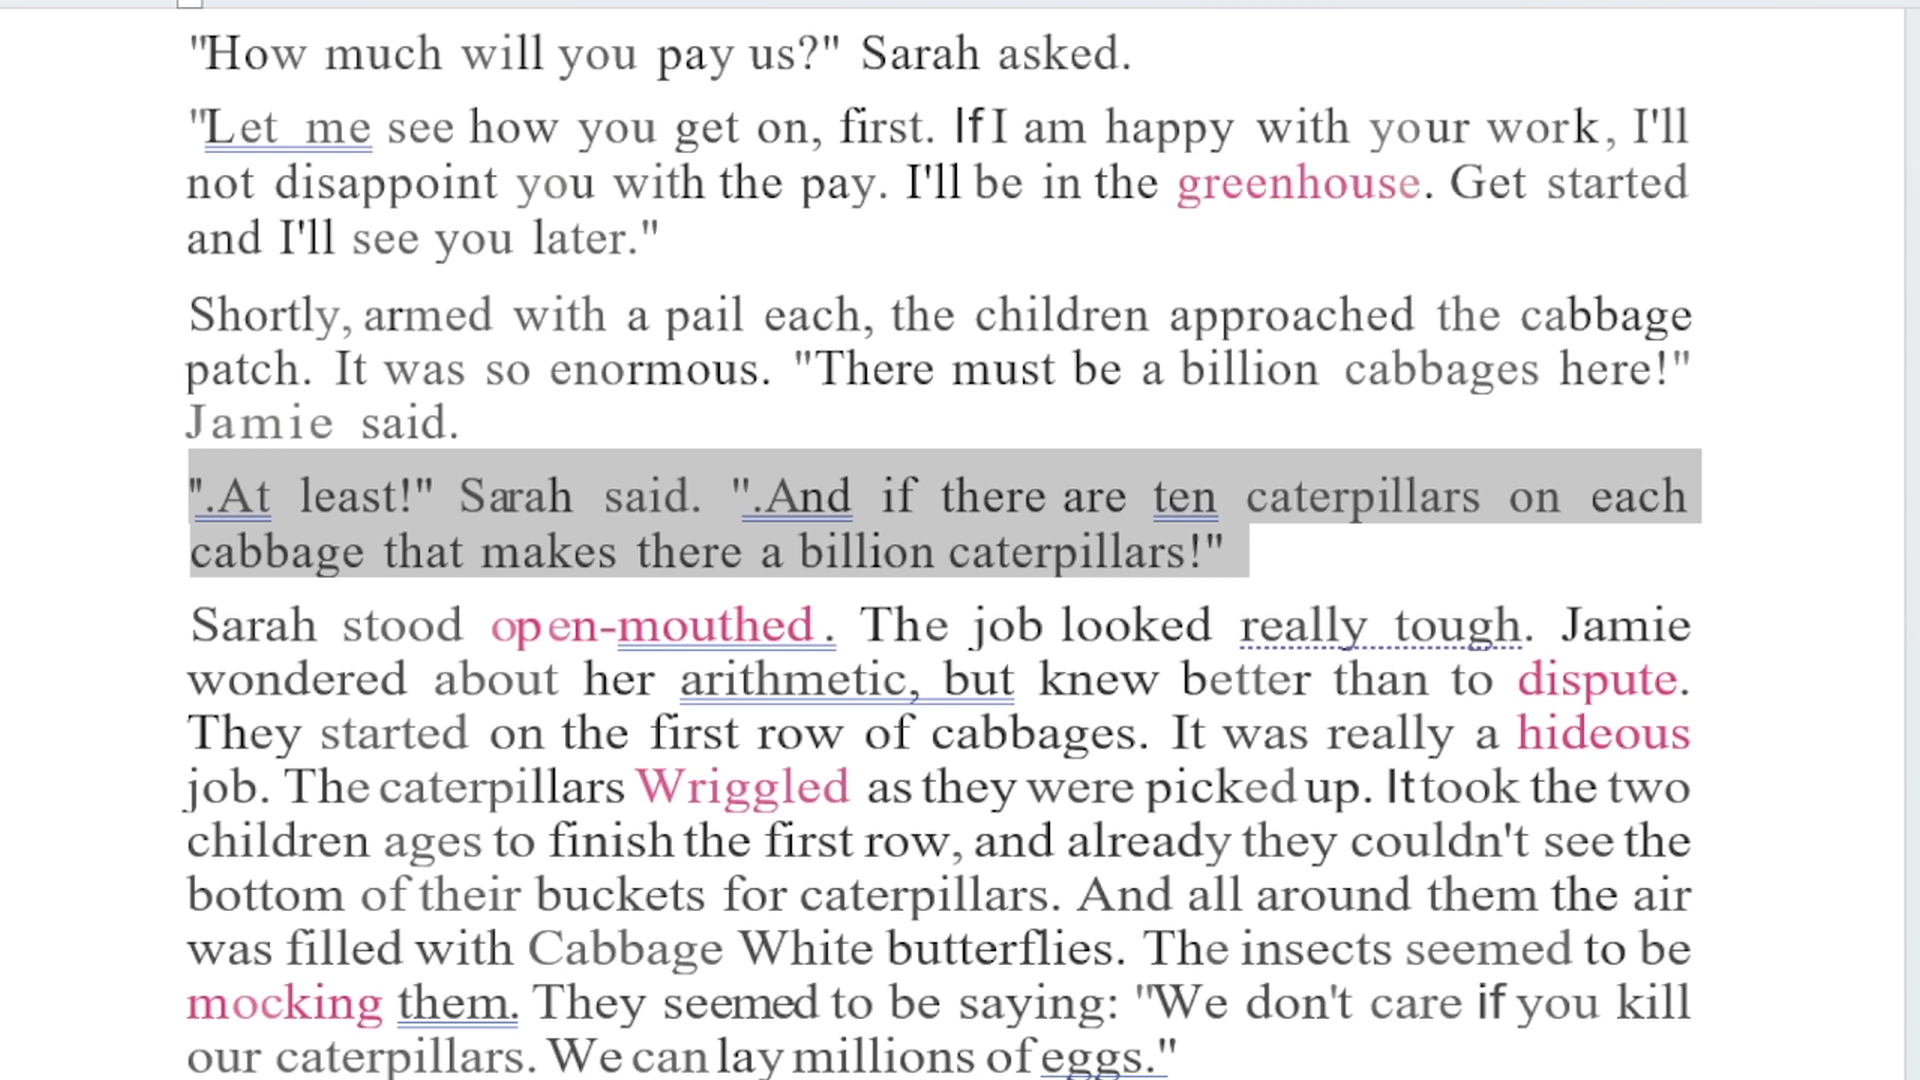 "How much will you pay us?" Sarah asked.
"Let me see how you get on, first. If I am happy with your work, I'll
not disappoint you with the pay. I'll be in the greenhouse. Get started
and I'll see you later."
Shortly, armed with a pail each, the children approached the cabbage
patch. It was so enormous. "There must be a billion cabbages here!"
Jamie said.
".At least!" Sarah said. ".And if there are ten caterpillars on each
cabbage that makes there a billion caterpillars!"
Sarah stood open-mouthed . The job looked really tough. Jamie
wondered about her arithmetic, but knew better than to dispute.
They started on the first row of cabbages. It was really a hideous
job. The caterpillars Wriggled as they were picked up. It took the two
children ages to finish the first row, and already they couldn't see the
bottom of their buckets for caterpillars. And all around them the air
was filled with Cabbage White butterflies. The insects seemed to be
mocking them. They seemed to be saying: "We don't care if you kill
our caterpillars. We can lay millions of eggs."